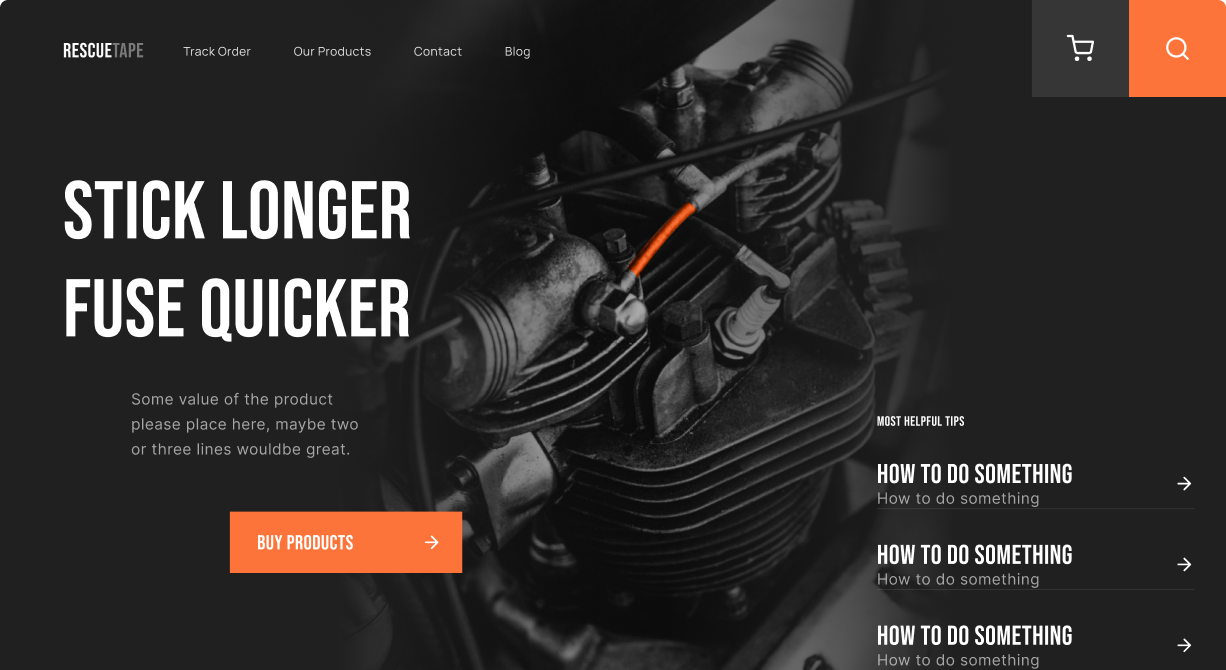 RESCUETAPE
Track Order
Our Products
Contact
Blog
STICK LONGER
FUSE QUICKER
Some value of the product
please place here, maybe two
or three lines wouldbe great.
BUY PRODUCTS
MOST HELPFUL TIPS
HOW TO DO SOMETHING
How to do something
HOW TO DO SOMETHING
How to do something
HOW TO DO SOMETHING
How to do something